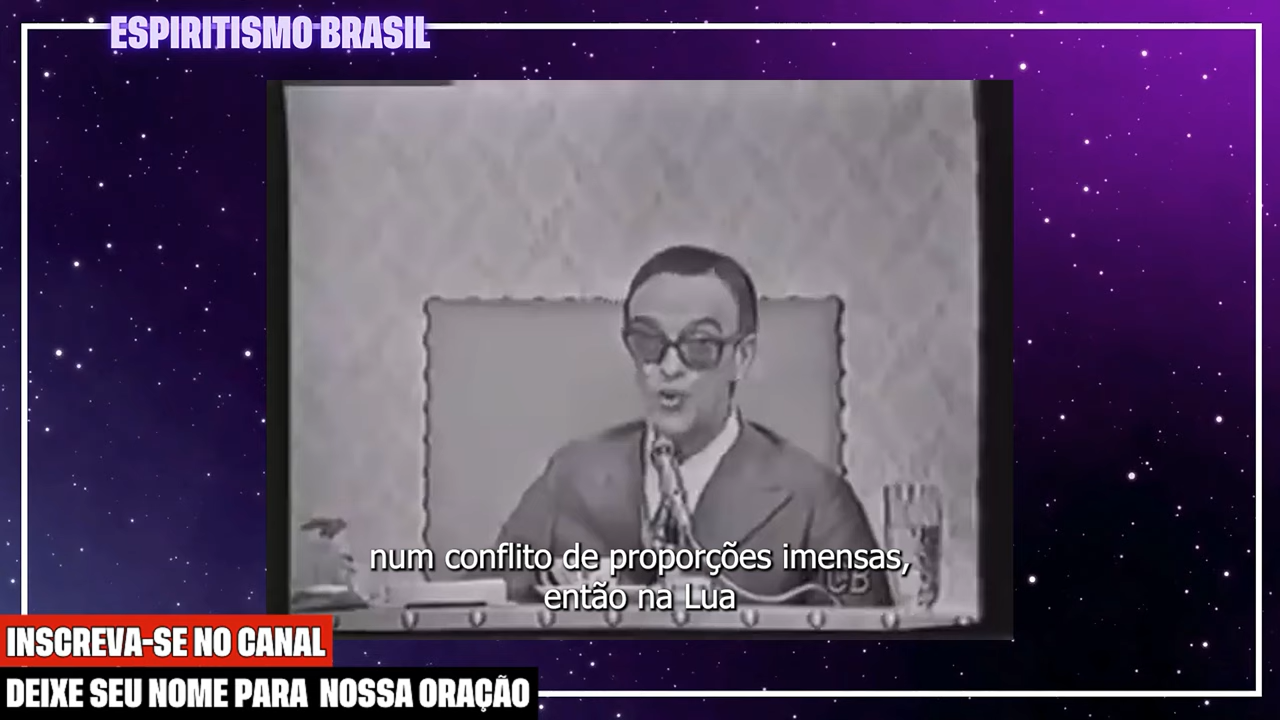 ESPIRITISMO BRASIL
num conflito de proporções imensas,
então na Lua
CB
INSCREVA-SE NO CANAL
DEIXE SEU NOME PARA NOSSA ORAÇÃO